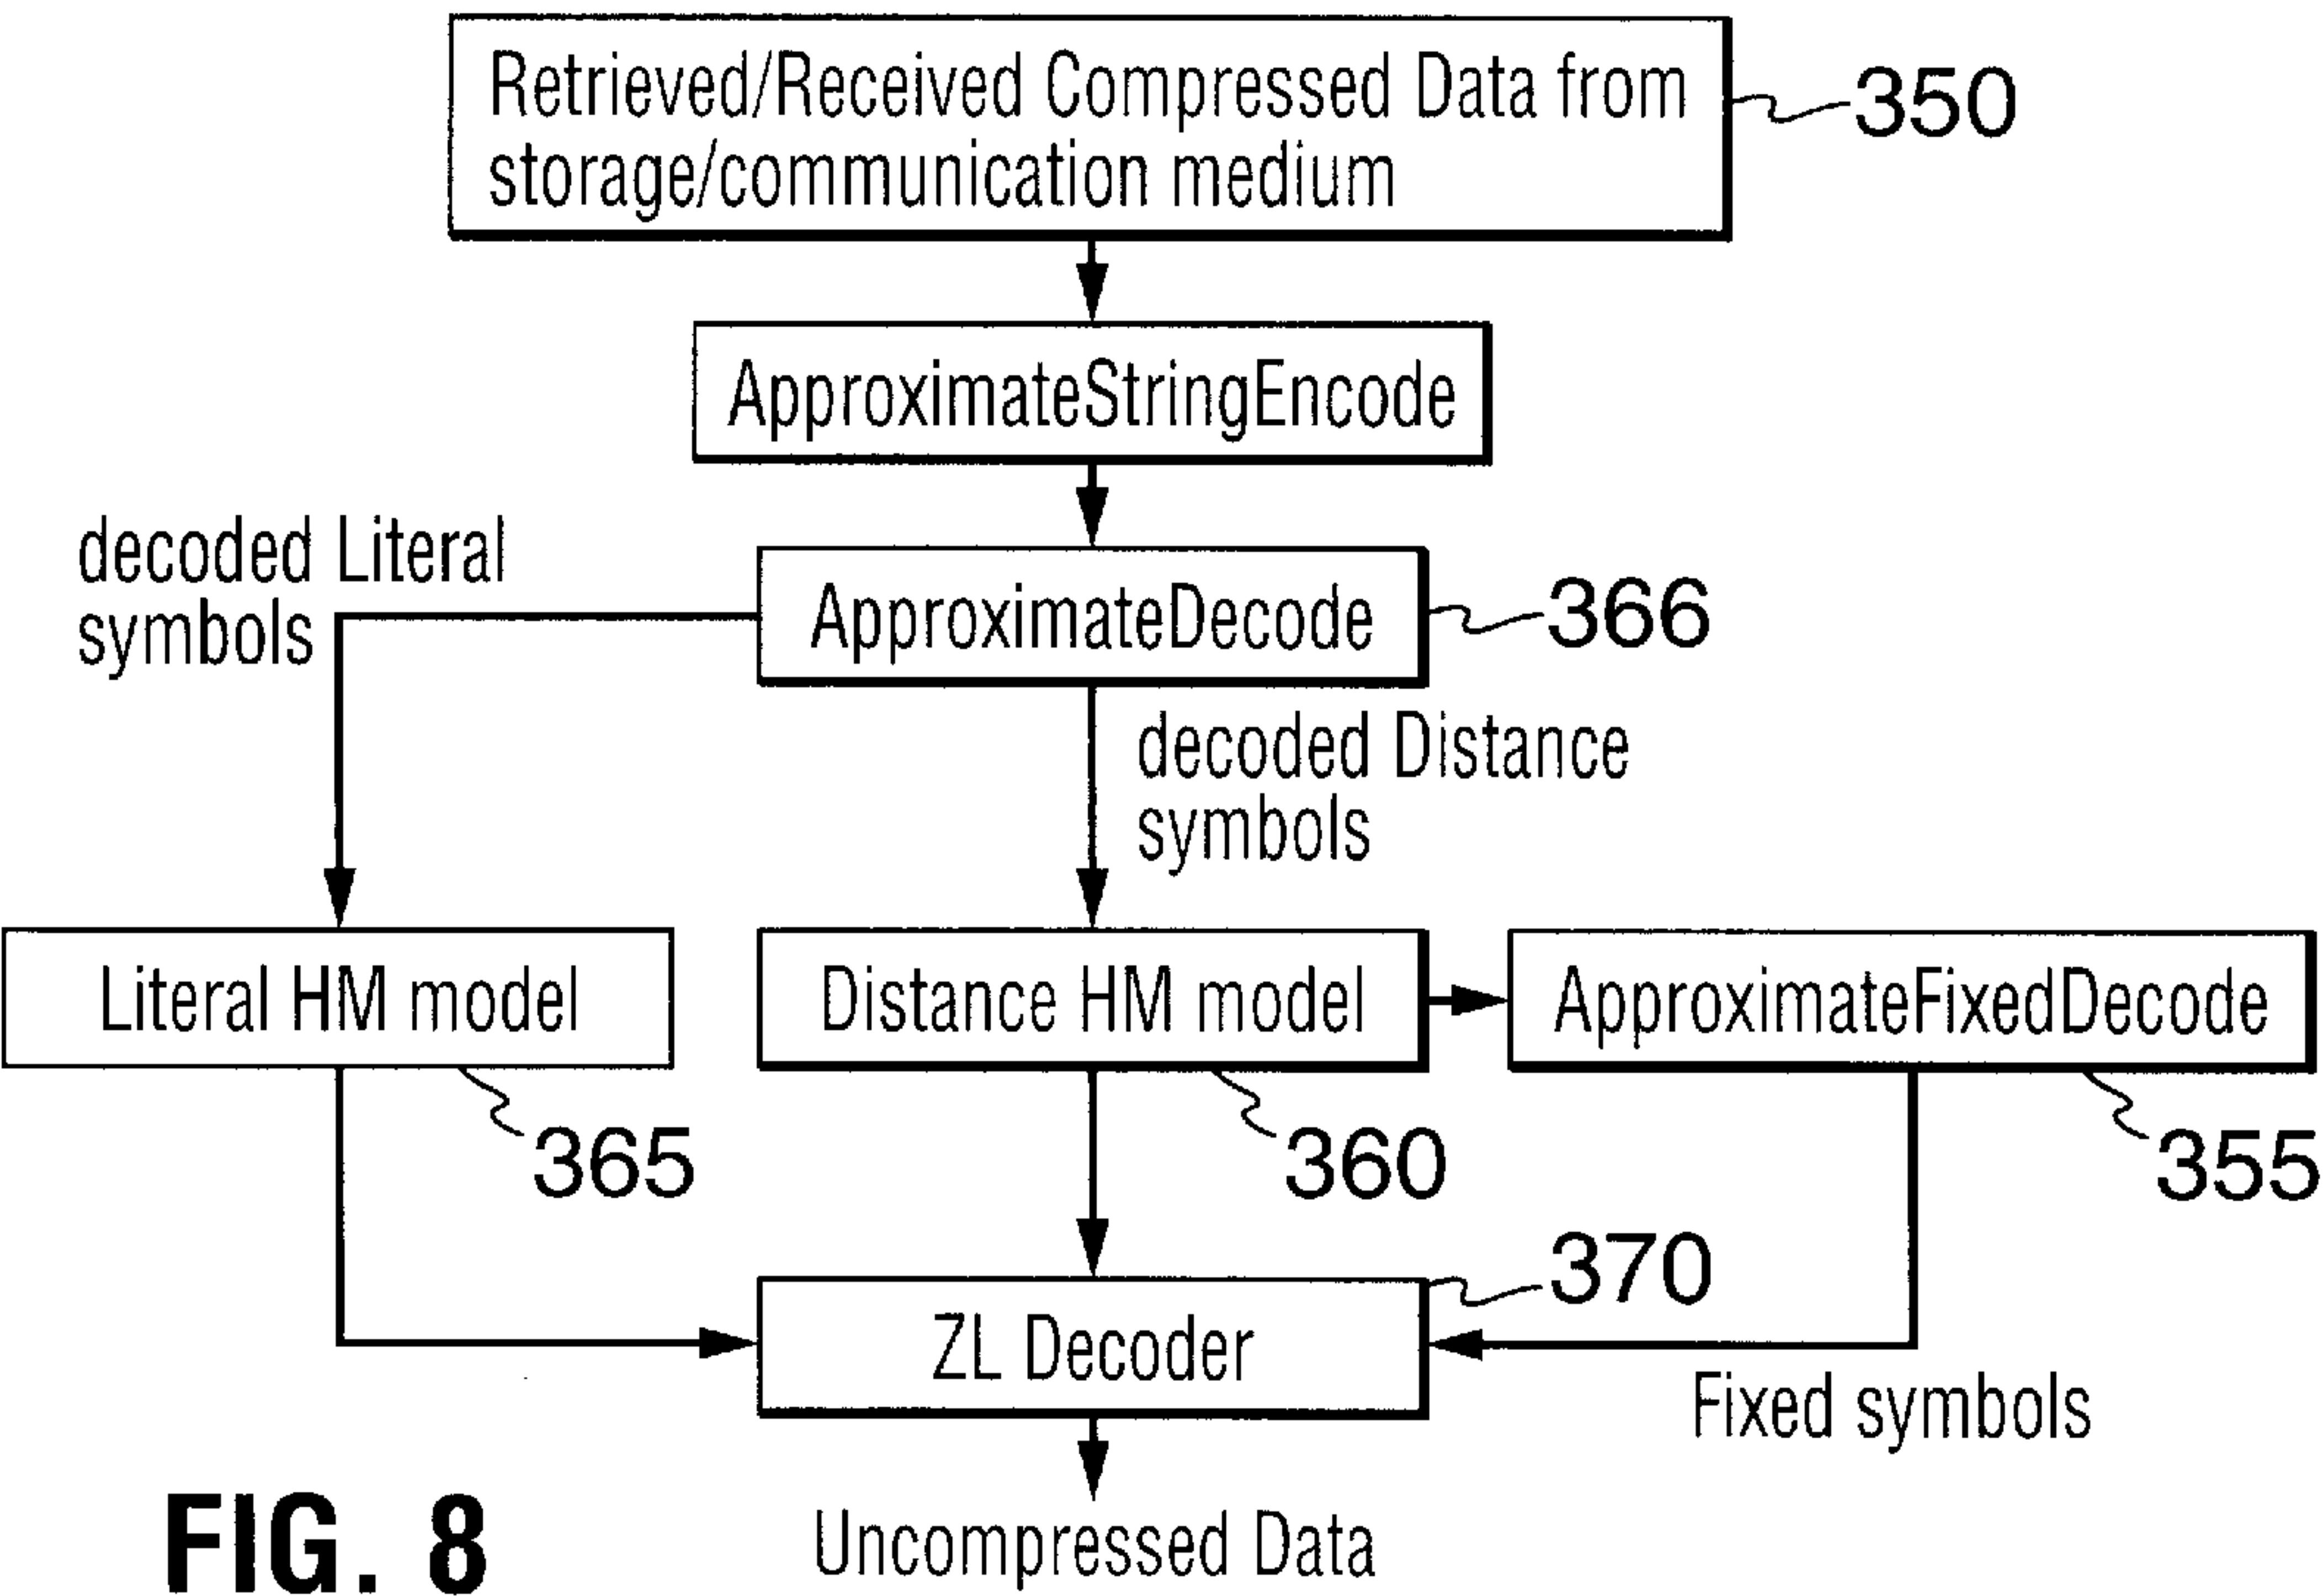 Retrieved/Received Compressed Data from
storage/communication medium
350
ApproximateStringEncode
decoded Literal
symbols
ApproximateDecode
366
decoded Distance
symbols
Literal HM model
Distance HM model
ApproximateFixedDecode
365
360
355
370
ZL Decoder
Fixed symbols
Uncompressed Data
FIG. 8